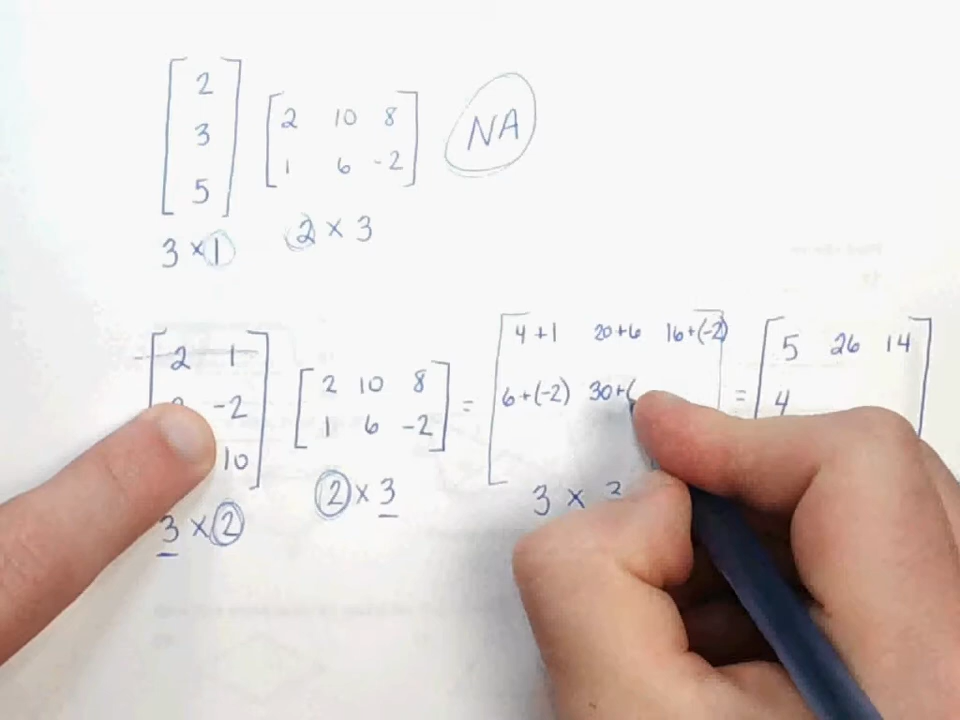 2
3
5
2 10 8
1 6 -2
NA
3 × 1
2 × 3
2 1
-2
10
2 10 8
1 6 -2
=
4+1 20+6 16+(-2)
6+(-2) 30+(
=
5 26 14
4
3 × 2
2 × 3
3 ×